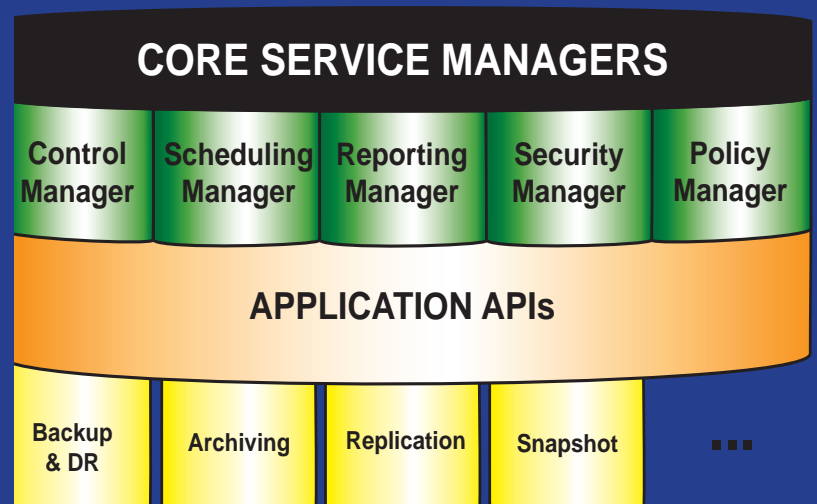 CORE SERVICE MANAGERS
Control
Manager
Scheduling
Manager
Reporting
Manager
Security
Manager
Policy
Manager
APPLICATION APIs
Backup
& DR
Archiving
Replication
Snapshot
...